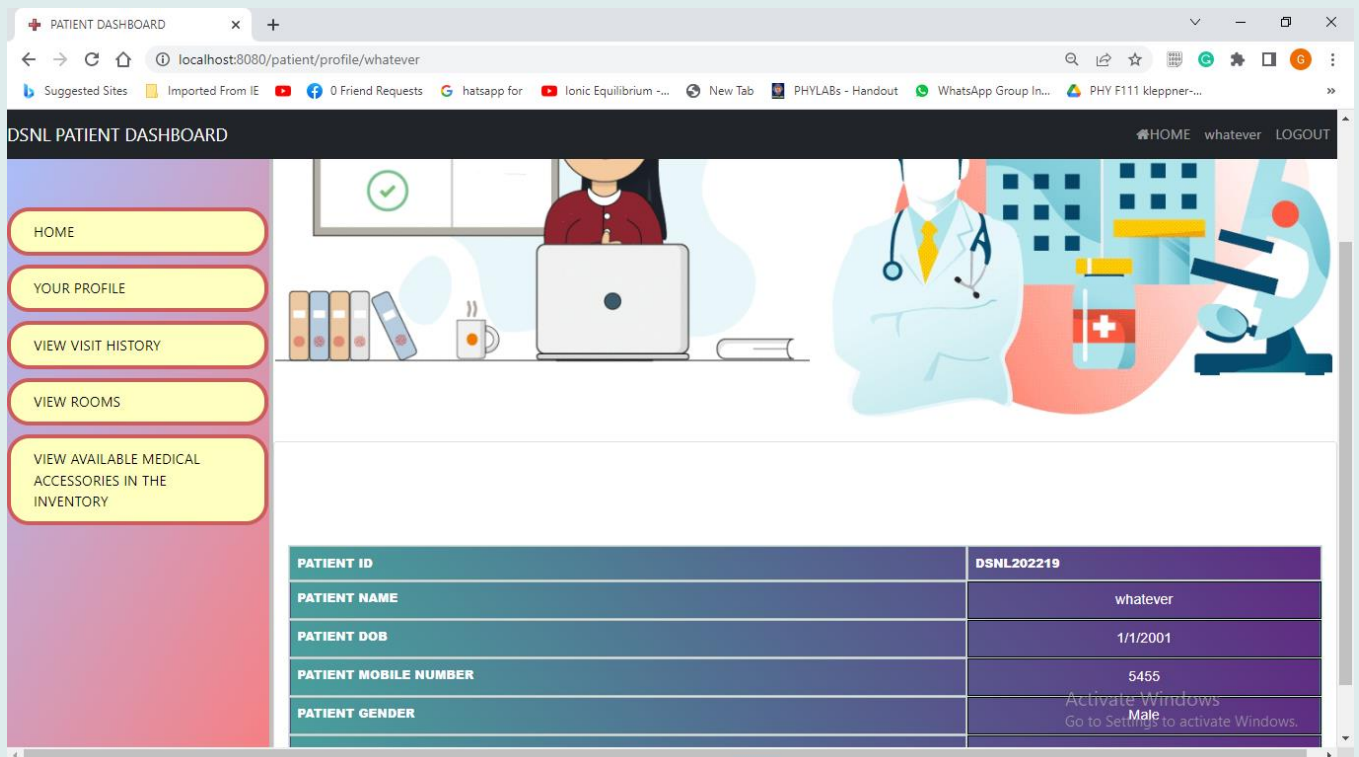 PATIENT DASHBOARD
localhost:8080/patient/profile/whatever
G
Suggested Sites
Imported From IE
0 Friend Requests
hatsapp for
Ionic Equilibrium -...
New Tab
PHYLABs - Handout
WhatsApp Group In...
PHY F111 kleppner-...
»
DSNL PATIENT DASHBOARD
HOME whatever LOGOUT
HOME
YOUR PROFILE
VIEW VISIT HISTORY
VIEW ROOMS
VIEW AVAILABLE MEDICAL
ACCESSORIES IN THE
INVENTORY
PATIENT ID DSNL202219
PATIENT NAME whatever
PATIENT DOB 1/1/2001
PATIENT MOBILE NUMBER 5455
PATIENT GENDER Male
Activate Windows
Go to Settings to activate Windows.